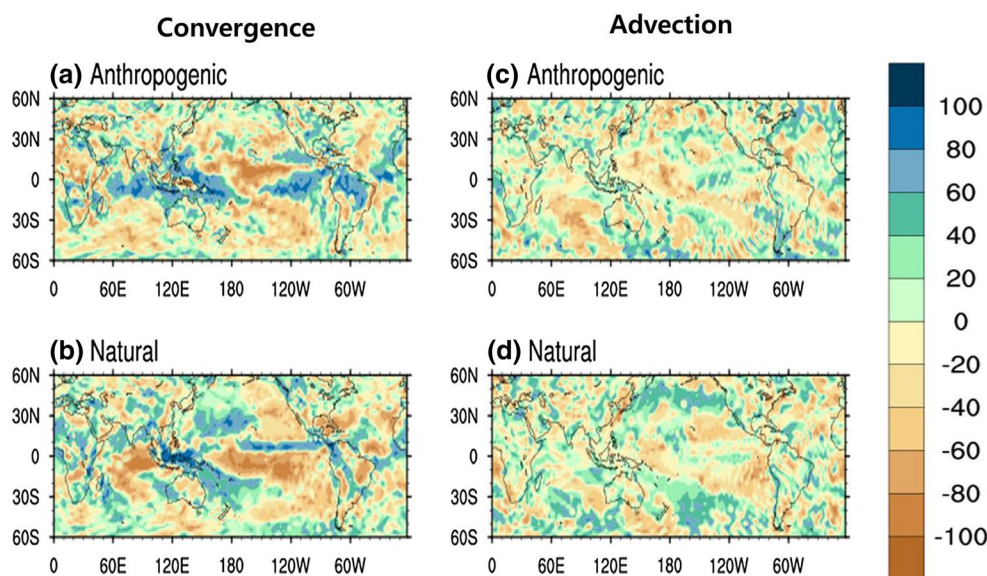 Convergence
Advection
(a) Anthropogenic
60N
30N
0
30S
60S
0 60E 120E 180 120W 60W
(c) Anthropogenic
60N
30N
0
30S
60S
0 60E 120E 180 120W 60W
(b) Natural
60N
30N
0
30S
60S
0 60E 120E 180 120W 60W
(d) Natural
60N
30N
0
30S
60S
0 60E 120E 180 120W 60W
100
80
60
40
20
0
-20
-40
-60
-80
-100